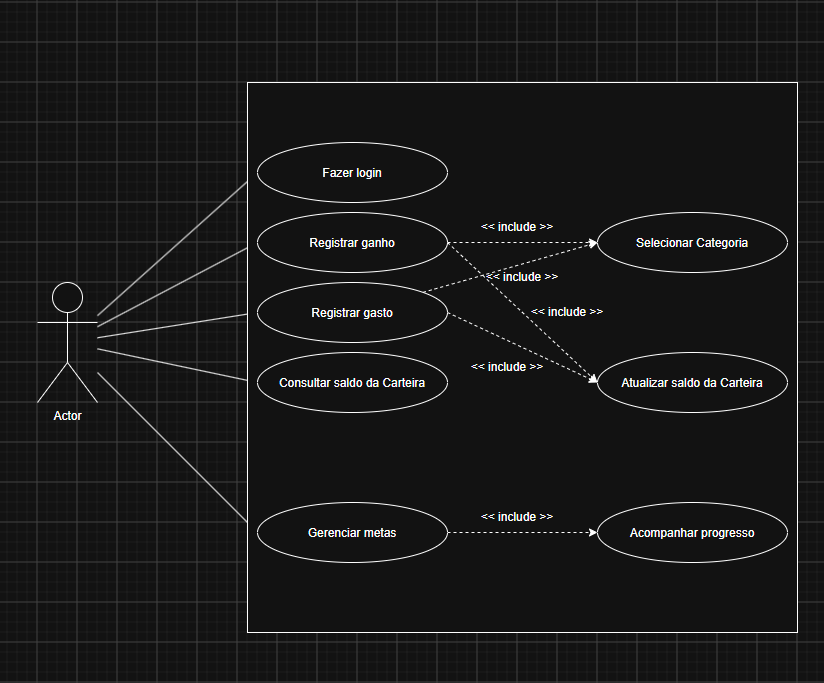 Fazer login
<< include >>
Registrar ganho
Selecionar Categoria
<< include >>
Registrar gasto
<< include >>
<< include >>
Consultar saldo da Carteira
Atualizar saldo da Carteira
Actor
<< include >>
Gerenciar metas
Acompanhar progresso